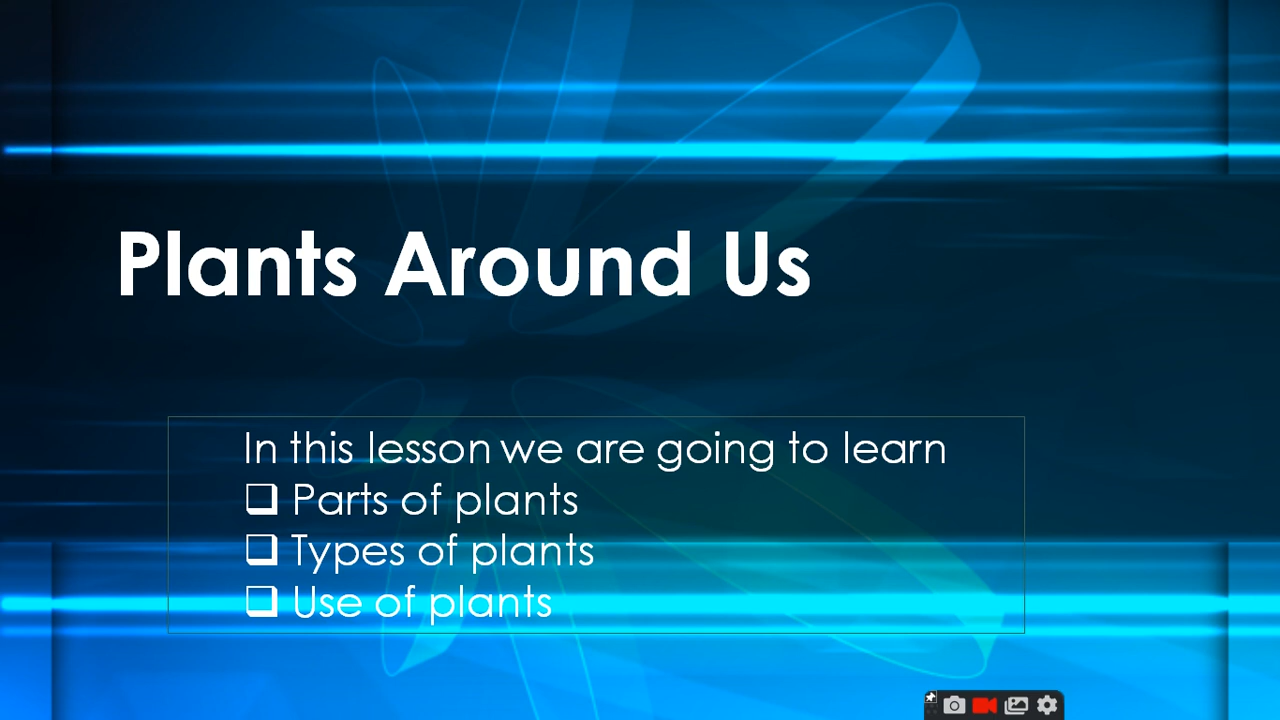 Plants Around Us
In this lesson we are going to learn
❑ Parts of plants
❑ Types of plants
❑ Use of plants